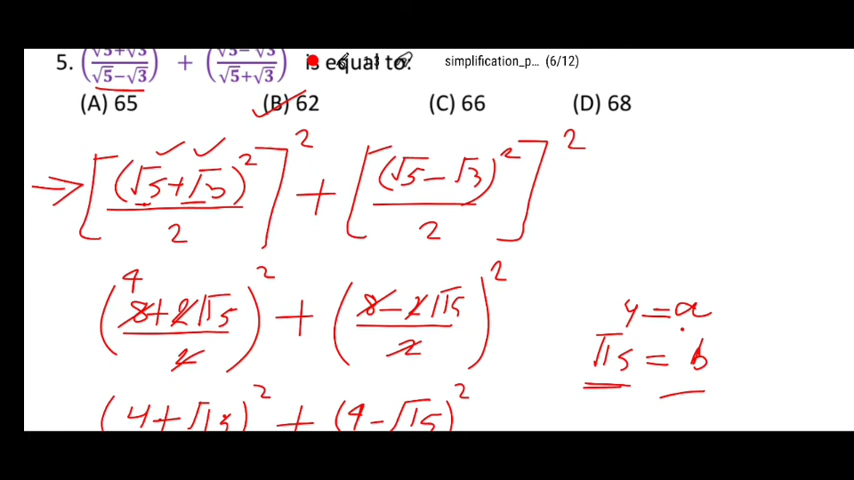 5. (√5+√3 / √5−√3) + (√5−√3 / √5+√3) is equal to? simplification_p... (6/12)
(A) 65 (B) 62 (C) 66 (D) 68
⇒ [(√5+√3)² / 2]² + [(√5−√3)² / 2]²
4
(8+2√15 / 2)² + (8−2√15 / 2)²
4=a
√15 = b
(4+√15)² + (4−√15)²